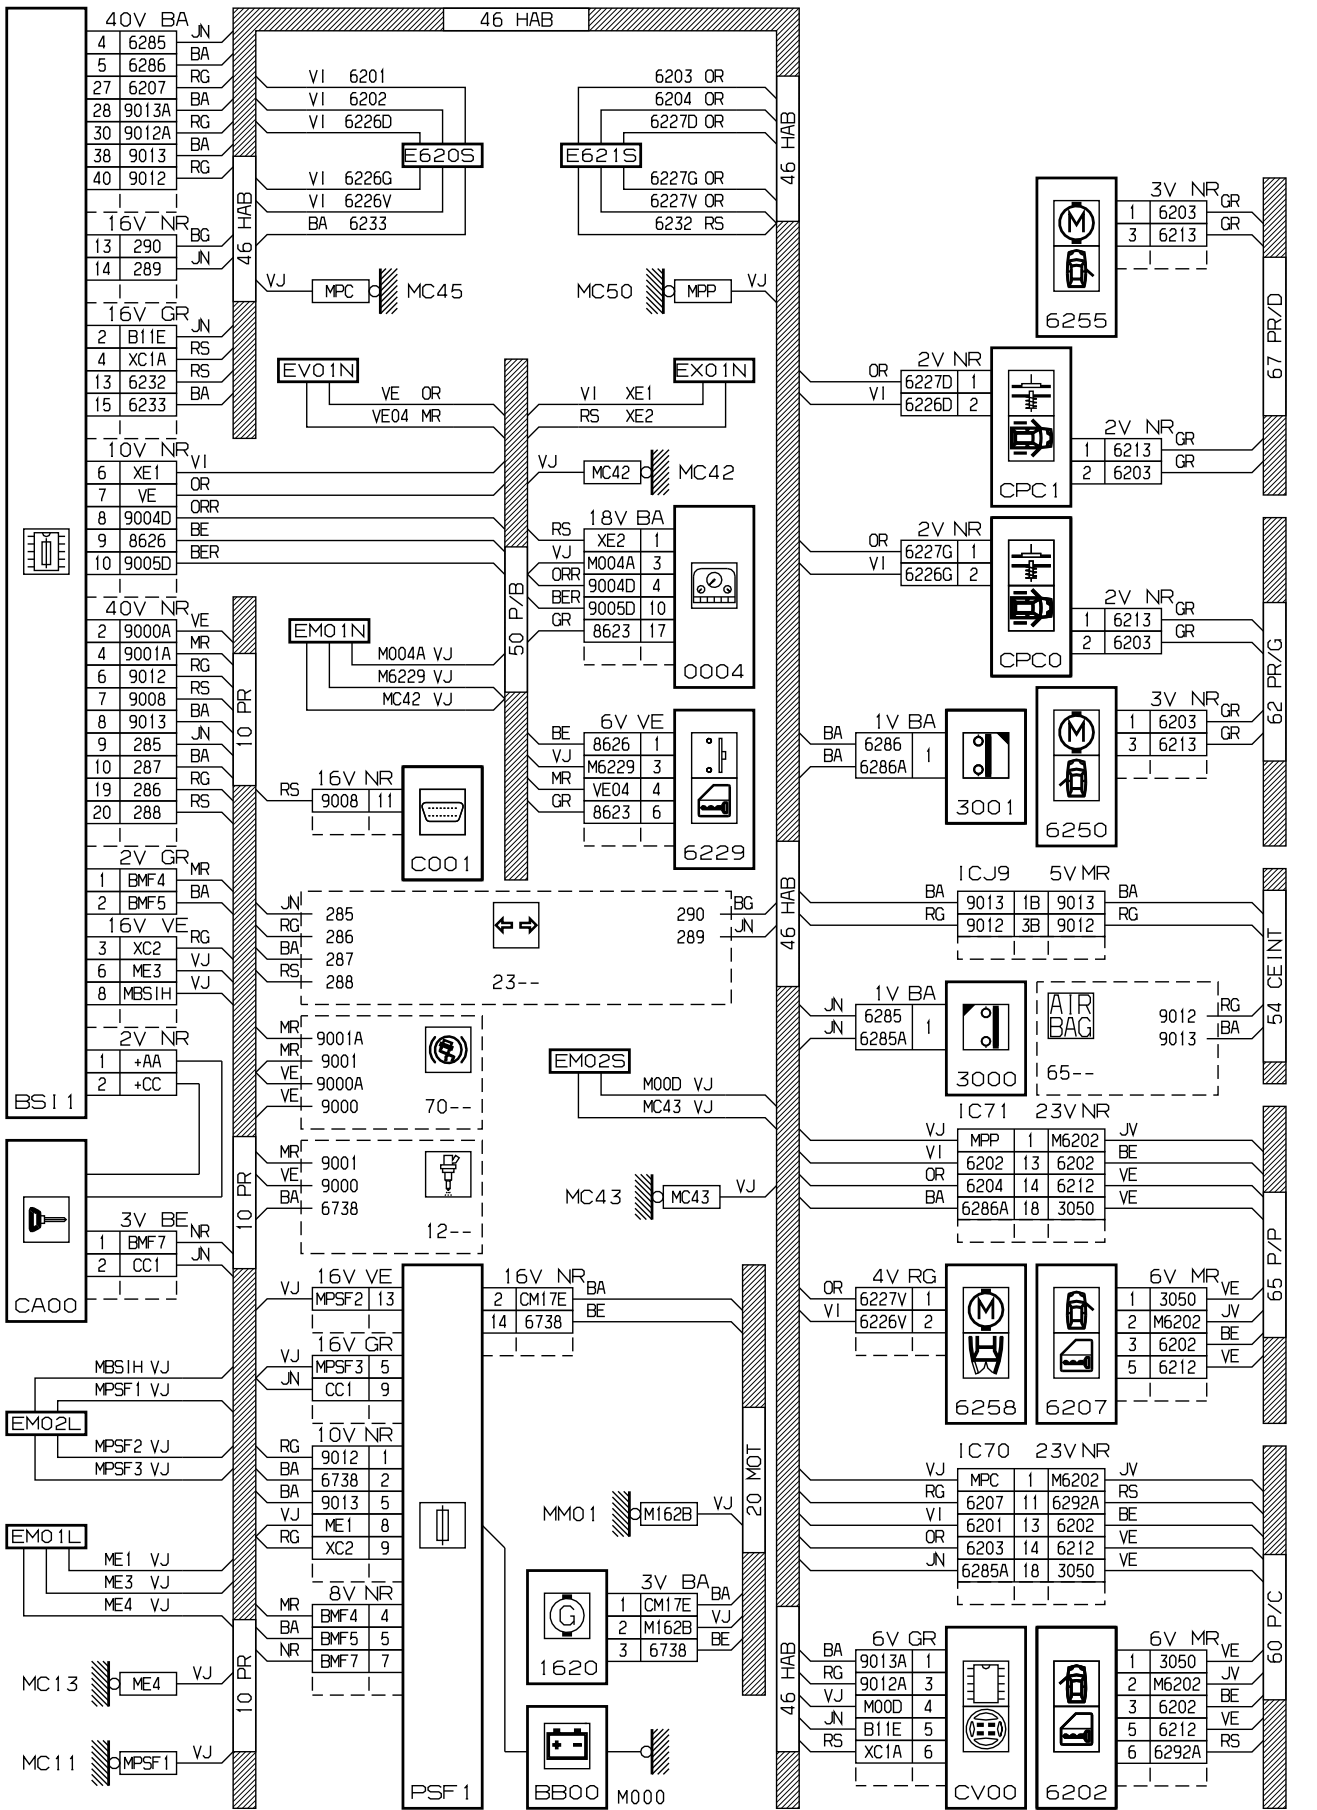 46 HAB
40V BA
4 6285 JN
5 6286 BA
27 6207 RG
28 9013A BA
30 9012A RG
38 9013 BA
40 9012 RG
16V NR
13 290 BG
14 289 JN
16V GR
2 B11E JN
4 XC1A RS
13 6232 RS
15 6233 BA
10V NR
6 XE1 VI
7 VE OR
8 9004D ORR
9 8626 BE
10 9005D BER
40V NR
2 9000A VE
4 9001A MR
6 9012 RG
7 9008 RS
8 9013 BA
9 285 JN
10 287 BA
19 286 RG
20 288 RS
2V GR
1 BMF4 MR
2 BMF5 BA
16V VE
3 XC2 RG
6 ME3 VJ
8 MBSIH VJ
2V NR
1 +AA
2 +CC
BSI1
3V BE
1 BMF7 NR
2 CC1 JN
CA00
MBSIH VJ
MPSF1 VJ
EM02L
MPSF2 VJ
MPSF3 VJ
EM01L
ME1 VJ
ME3 VJ
ME4 VJ
MC13 ME4 VJ
MC11 MPSF1 VJ
46 HAB
10 PR
10 PR
10 PR
VI 6201
VI 6202
VI 6226D
E620S
VI 6226G
VI 6226V
BA 6233
VJ MPC MC45
6203 OR
6204 OR
6227D OR
E621S
6227G OR
6227V OR
6232 RS
MC50 MPP VJ
46 HAB
EV01N
VE OR
VE04 MR
EX01N
VI XE1
RS XE2
VJ MC42 MC42
50 P/B
18V BA
RS XE2 1
VJ M004A 3
ORR 9004D 4
BER 9005D 10
GR 8623 17
0004
EM01N
M004A VJ
M6229 VJ
MC42 VJ
6V VE
BE 8626 1
VJ M6229 3
MR VE04 4
GR 8623 6
6229
16V NR
RS 9008 11
C001
JN 285
RG 286
BA 287
RS 288
290 BG
289 JN
23--
MR 9001A
MR 9001
VE 9000A
VE 9000
70--
MR 9001
VE 9000
BA 6738
12--
EM02S
M00D VJ
MC43 VJ
MC43 MC43 VJ
16V VE
VJ MPSF2 13
16V GR
VJ MPSF3 5
JN CC1 9
10V NR
RG 9012 1
BA 6738 2
BA 9013 5
VJ ME1 8
RG XC2 9
8V NR
MR BMF4 4
BA BMF5 5
NR BMF7 7
PSF1
16V NR
2 CM17E BA
14 6738 BE
20 MOT
MM01 M162B VJ
G
1620
3V BA
1 CM17E BA
2 M162B VJ
3 6738 BE
BB00
M000
46 HAB
46 HAB
M
6255
3V NR
1 6203 GR
3 6213 GR
67 PR/D
2V NR
OR 6227D 1
VI 6226D 2
CPC1
2V NR
1 6213 GR
2 6203 GR
2V NR
OR 6227G 1
VI 6226G 2
CPC0
2V NR
1 6213 GR
2 6203 GR
62 PR/G
1V BA
BA 6286
BA 6286A
1
3001
M
6250
3V NR
1 6203 GR
3 6213 GR
ICJ9 5V MR
BA 9013 1B 9013 BA
RG 9012 3B 9012 RG
54 CE INT
1V BA
JN 6285
JN 6285A
1
3000
AIR BAG
9012 RG
9013 BA
65--
IC71 23V NR
VJ MPP 1 M6202 JV
VI 6202 13 6202 BE
OR 6204 14 6212 VE
BA 6286A 18 3050 VE
65 P/P
4V RG
OR 6227V 1
VI 6226V 2
M
6258
6207
6V MR
1 3050 VE
2 M6202 JV
3 6202 BE
5 6212 VE
IC70 23V NR
VJ MPC 1 M6202 JV
RG 6207 11 6292A RS
VI 6201 13 6202 BE
OR 6203 14 6212 VE
JN 6285A 18 3050 VE
60 P/C
6V GR
BA 9013A 1
RG 9012A 3
VJ M00D 4
JN B11E 5
RS XC1A 6
CV00
6202
6V MR
1 3050 VE
2 M6202 JV
3 6202 BE
5 6212 VE
6 6292A RS